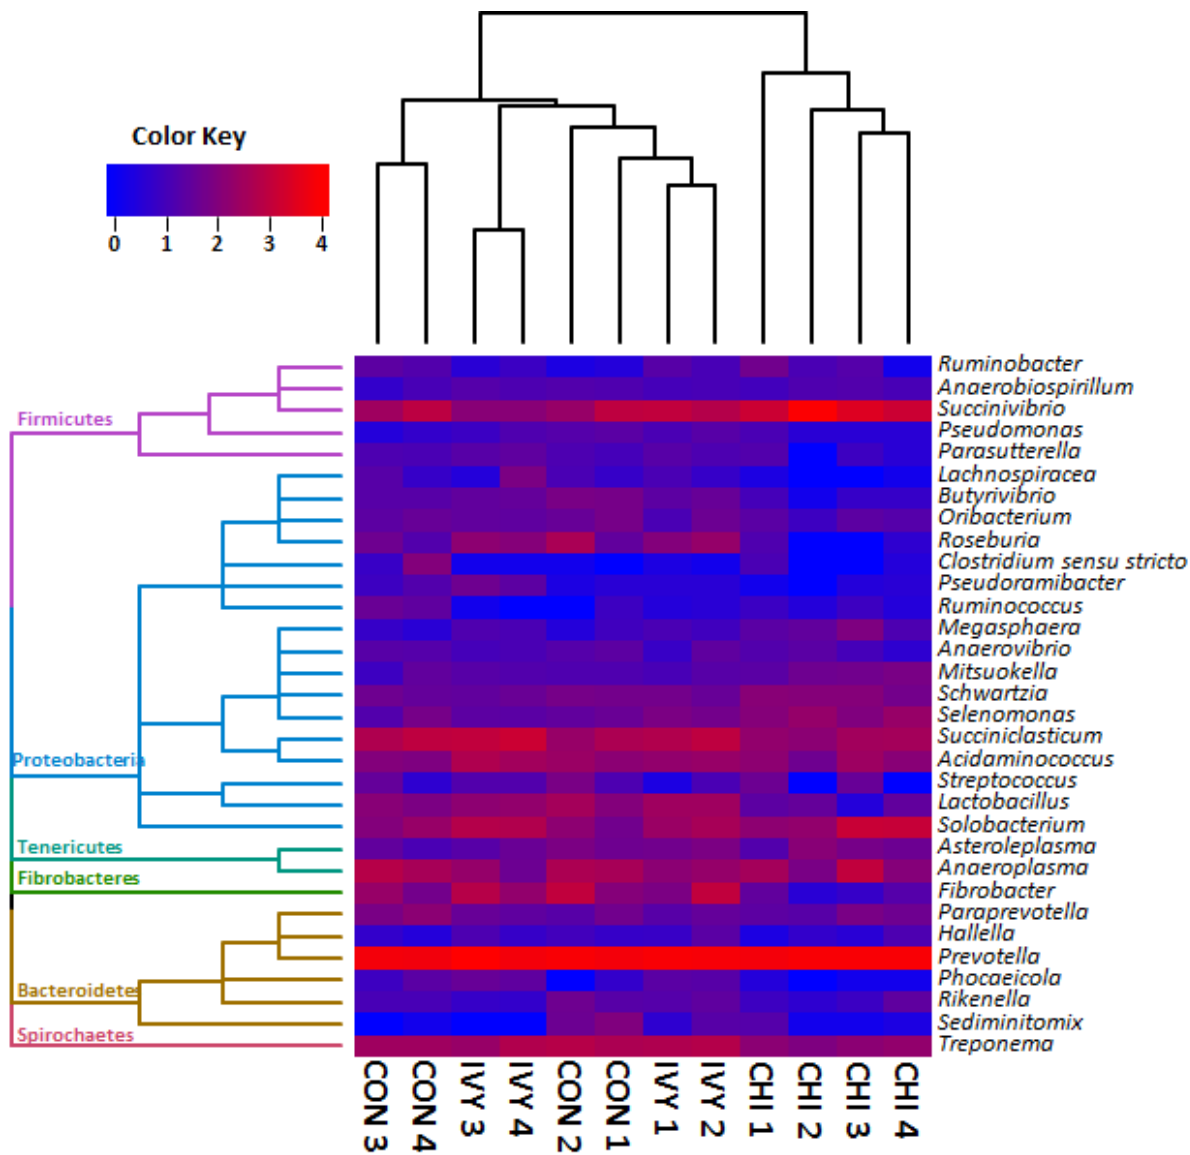 Color Key
0 1 2 3 4
Firmicutes
Proteobacteria
Tenericutes
Fibrobacteres
Bacteroidetes
Spirochaetes
Ruminobacter
Anaerobiospirillum
Succinivibrio
Pseudomonas
Parasutterella
Lachnospiracea
Butyrivibrio
Oribacterium
Roseburia
Clostridium sensu stricto
Pseudoramibacter
Ruminococcus
Megasphaera
Anaerovibrio
Mitsuokella
Schwartzia
Selenomonas
Succiniclasticum
Acidaminococcus
Streptococcus
Lactobacillus
Solobacterium
Asteroleplasma
Anaeroplasma
Fibrobacter
Paraprevotella
Hallella
Prevotella
Phocaeicola
Rikenella
Sediminitomix
Treponema
CON 3
CON 4
IVY 3
IVY 4
CON 2
CON 1
IVY 1
IVY 2
CHI 1
CHI 2
CHI 3
CHI 4